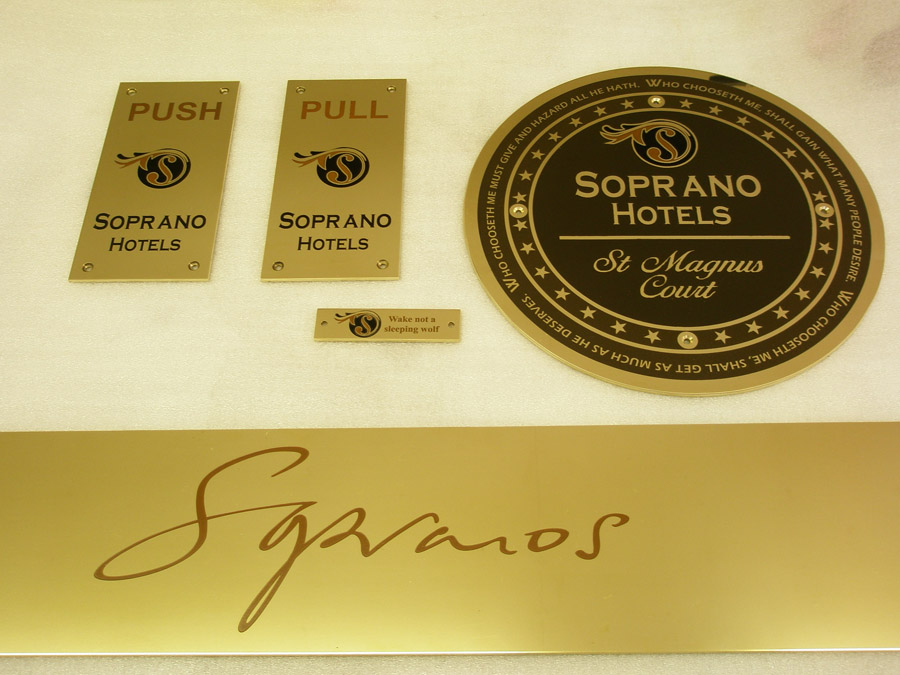 PUSH
S
SOPRANO
HOTELS
PULL
S
SOPRANO
HOTELS
S
Wake not a
sleeping wolf
WHO CHOOSETH ME MUST GIVE AND HAZARD ALL HE HATH. WHO CHOOSETH ME, SHALL GAIN WHAT MANY PEOPLE DESIRE. WHO CHOOSETH ME, SHALL GET AS MUCH AS HE DESERVES.
S
SOPRANO
HOTELS
St Magnus
Court
Sopranos